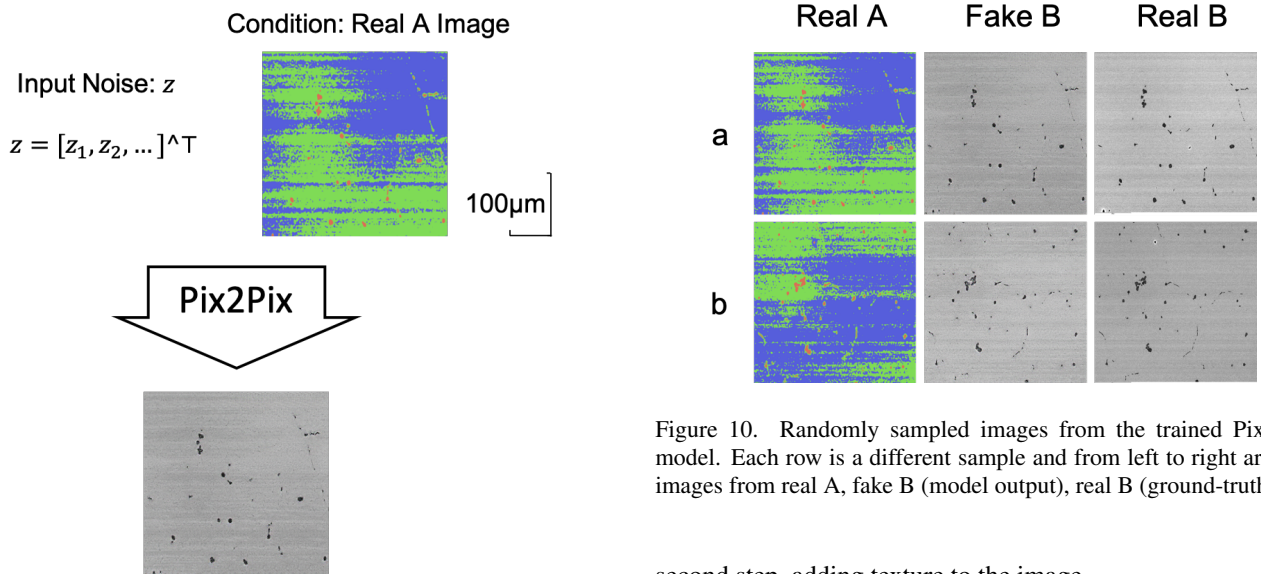 Condition: Real A Image
Input Noise: z
z = [z₁, z₂, … ]^⊤
100μm
Pix2Pix
Real A Fake B Real B
a
b
Figure 10. Randomly sampled images from the trained Pix
model. Each row is a different sample and from left to right ar
images from real A, fake B (model output), real B (ground-truth
second step, adding texture to the image